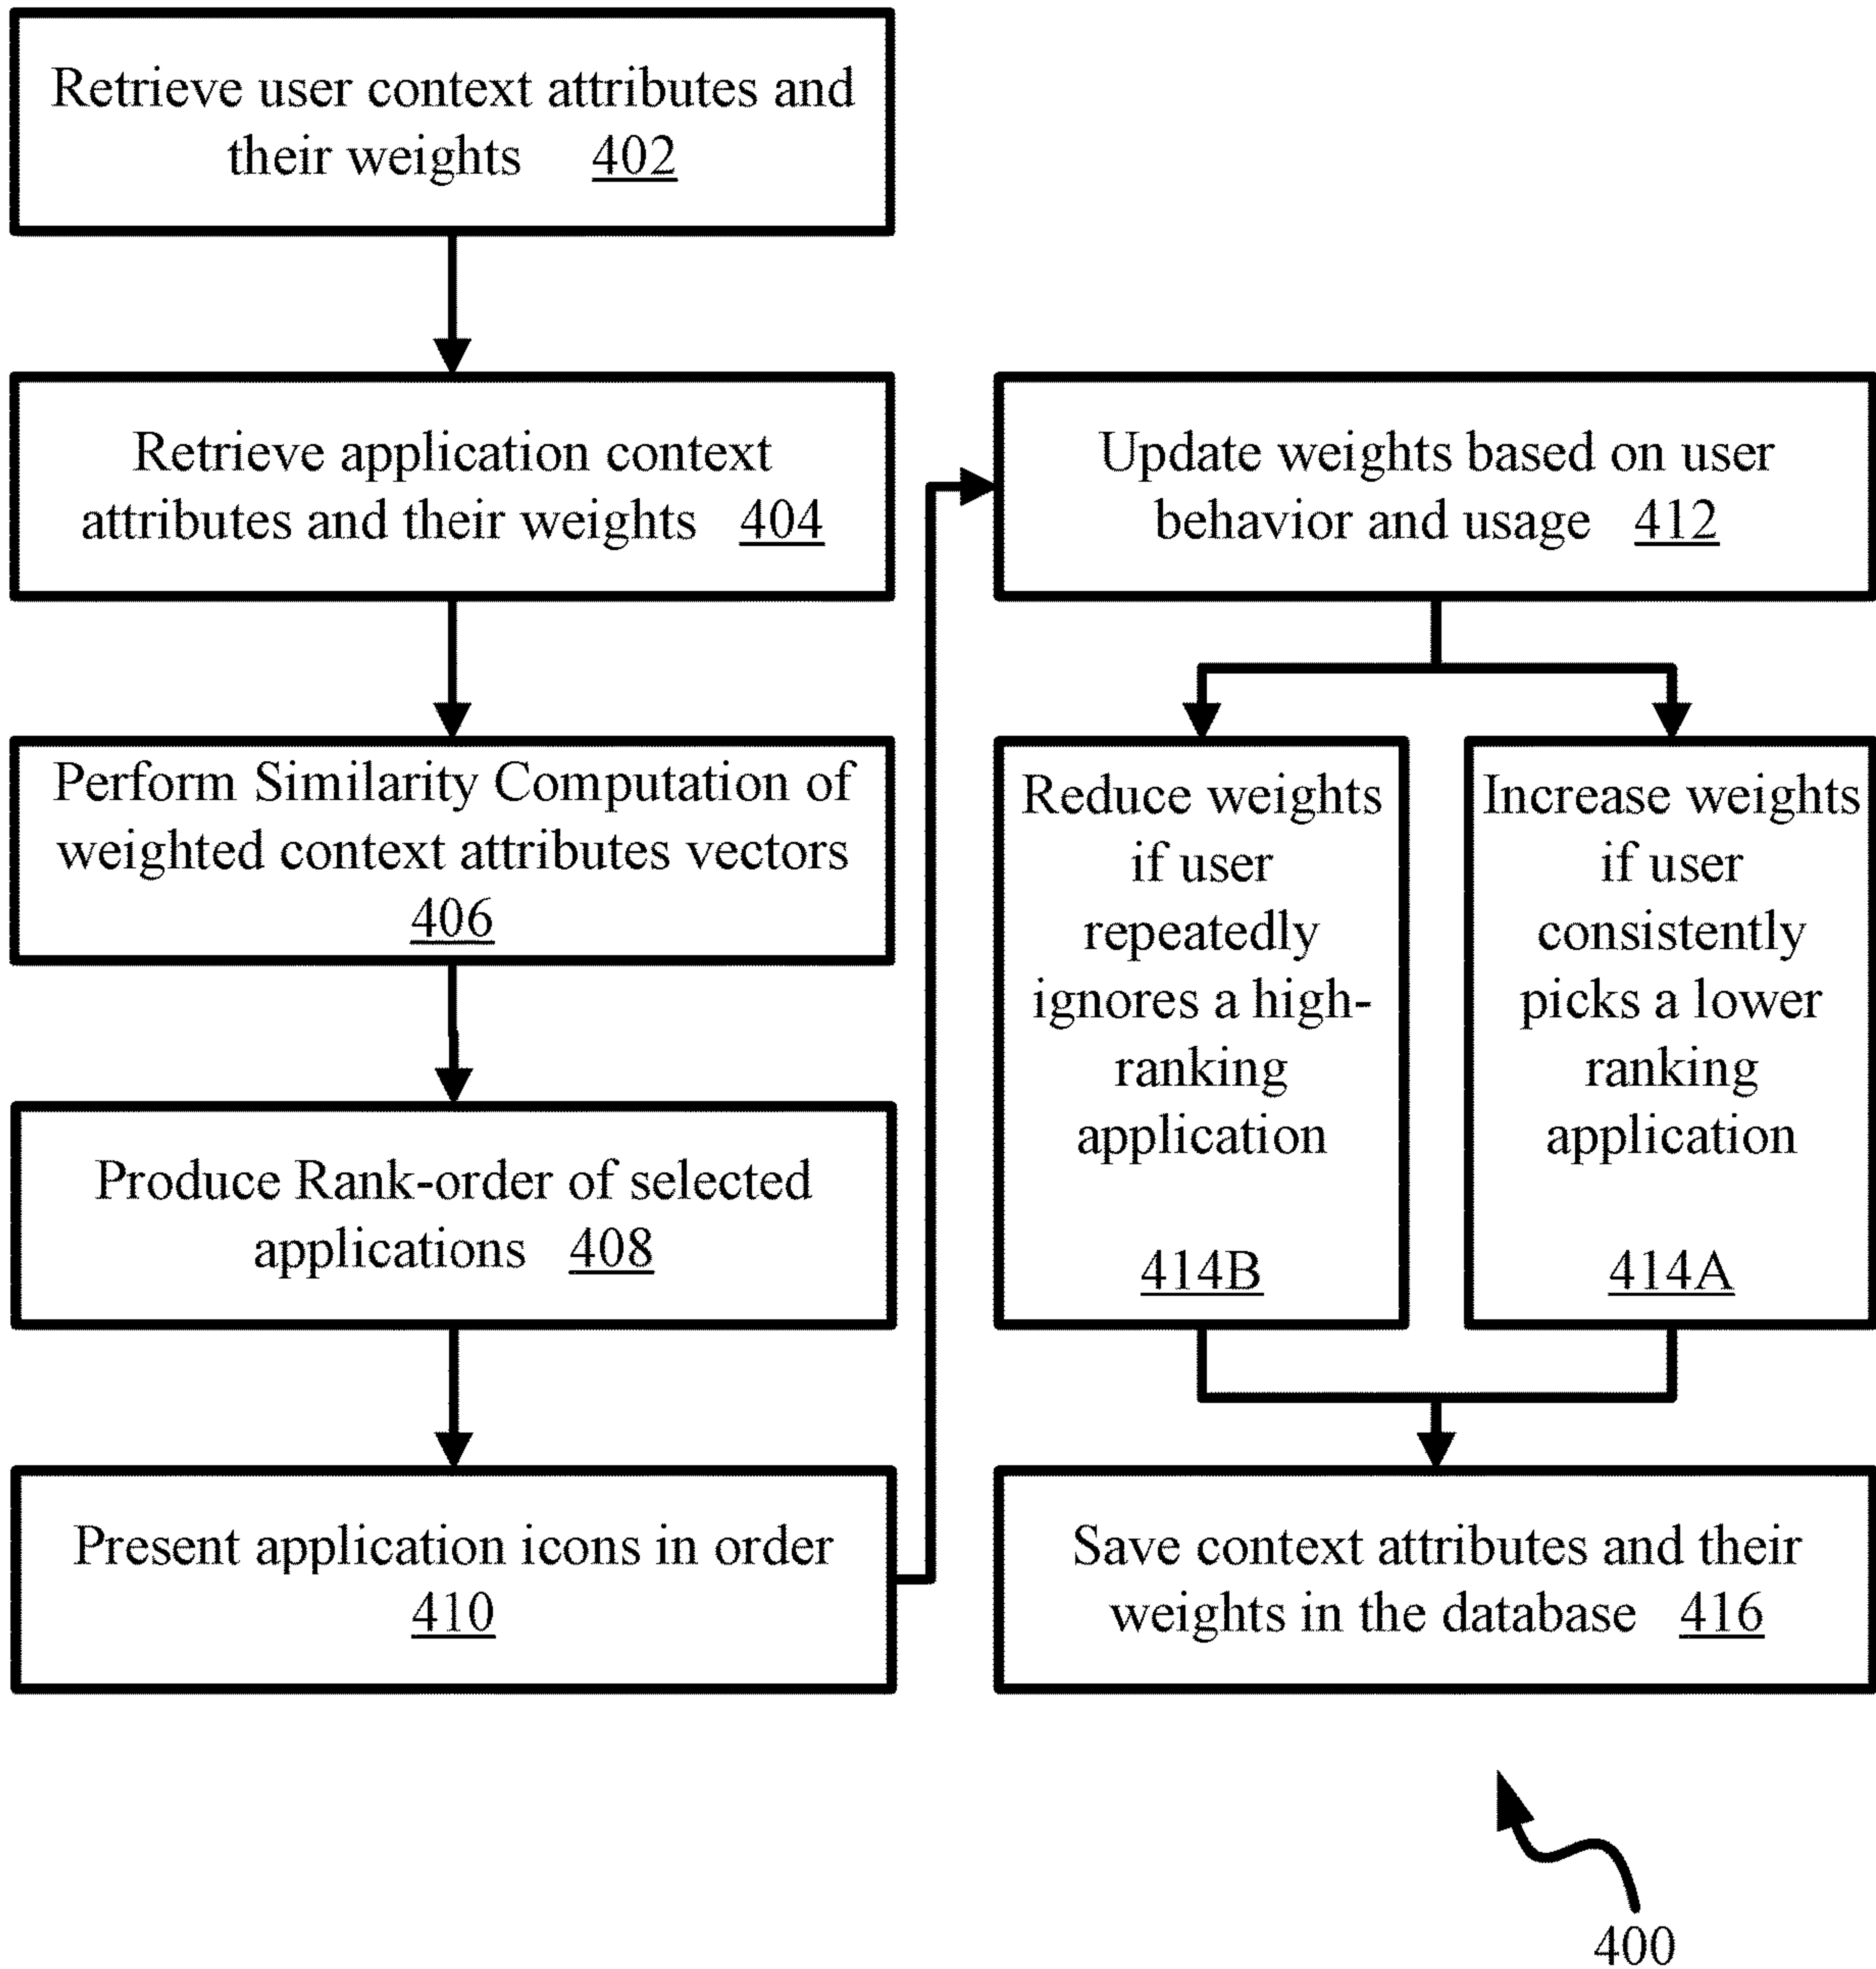 Retrieve user context attributes and
their weights 402
Retrieve application context
attributes and their weights 404
Perform Similarity Computation of
weighted context attributes vectors
406
Produce Rank-order of selected
applications 408
Present application icons in order
410
Update weights based on user
behavior and usage 412
Reduce weights
if user
repeatedly
ignores a high-
ranking
application
414B
Increase weights
if user
consistently
picks a lower
ranking
application
414A
Save context attributes and their
weights in the database 416
400